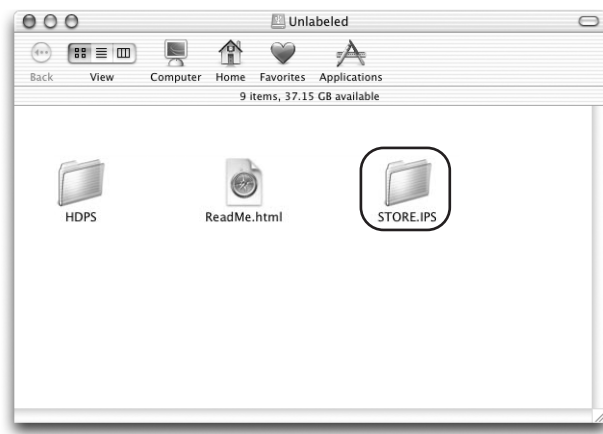 Unlabeled
Back View Computer Home Favorites Applications
9 items, 37.15 GB available
HDPS ReadMe.html STORE.IPS